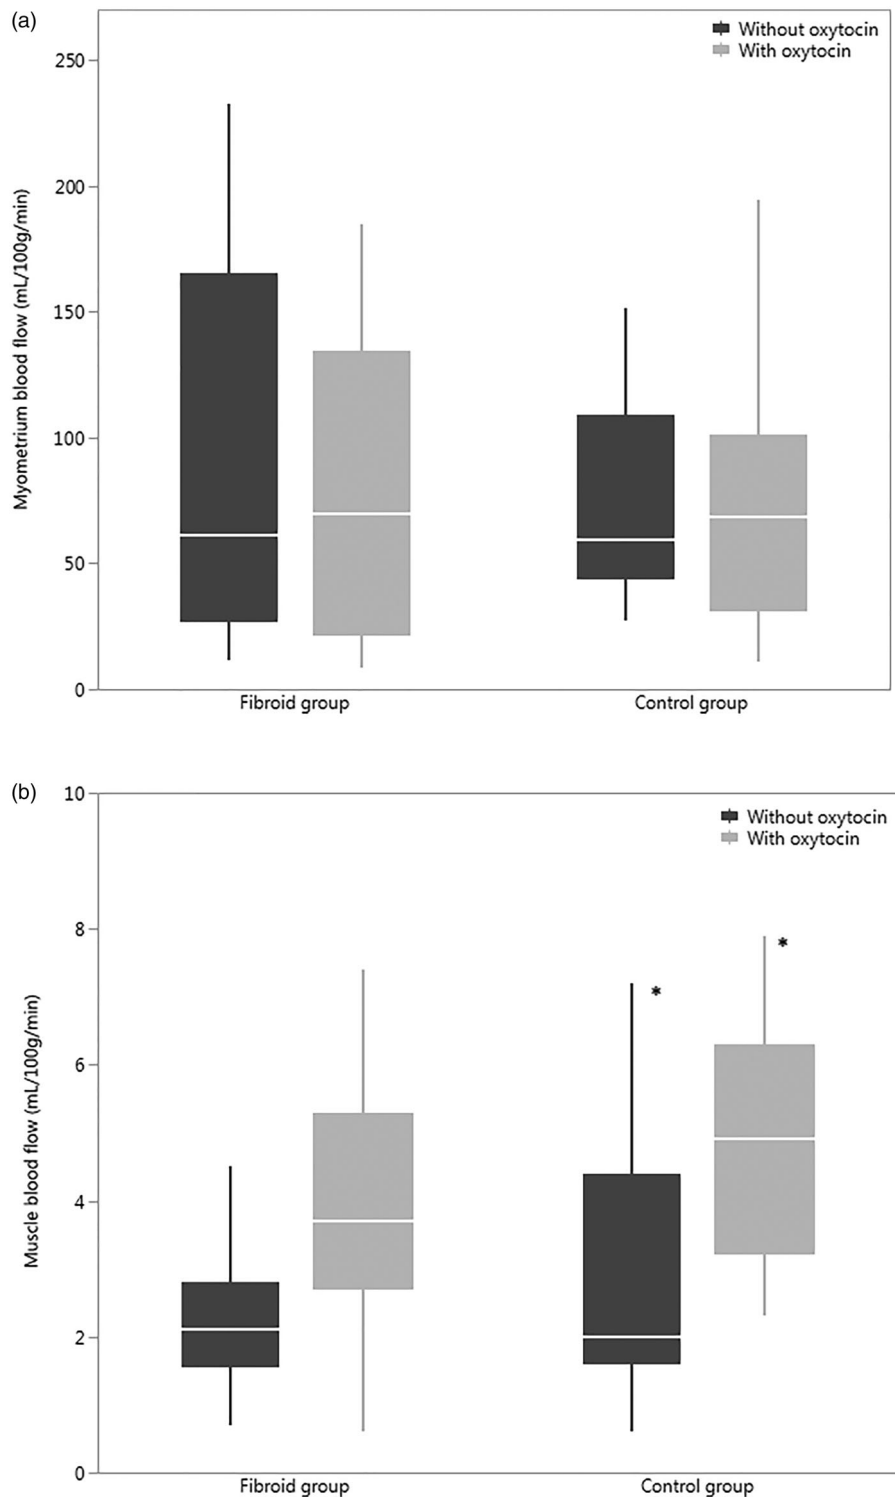 (a)
Without oxytocin
With oxytocin
Myometrium blood flow (mL/100g/min)
250
200
150
100
50
0
Fibroid group
Control group
(b)
Without oxytocin
With oxytocin
Muscle blood flow (mL/100g/min)
10
8
*
*
6
4
2
0
Fibroid group
Control group